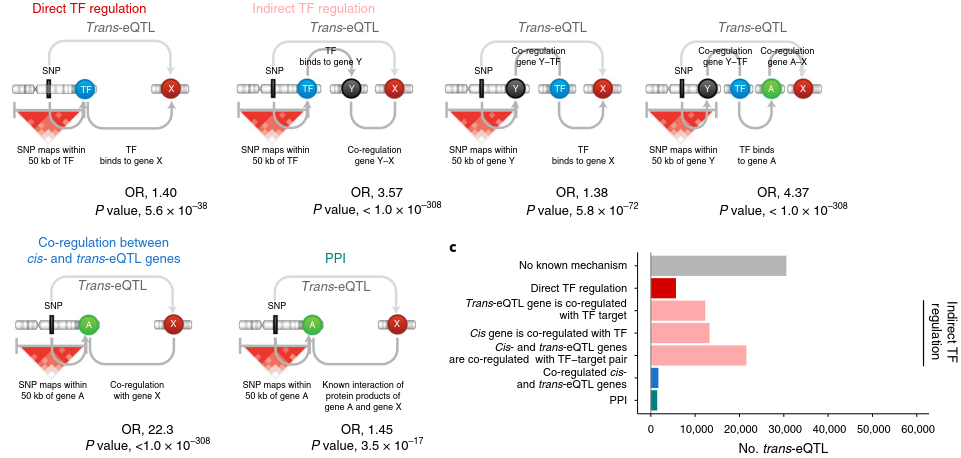 Direct TF regulation
Indirect TF regulation
Trans-eQTL
SNP
TF
X
SNP maps within
50 kb of TF
TF
binds to gene X
OR, 1.40
P value, 5.6 × 10–38
Trans-eQTL
TF
binds to gene Y
SNP
TF
Y
X
SNP maps within
50 kb of TF
Co-regulation
gene Y–X
OR, 3.57
P value, < 1.0 × 10–308
Trans-eQTL
Co-regulation
gene Y–TF
SNP
Y
TF
X
SNP maps within
50 kb of gene Y
TF
binds to gene X
OR, 1.38
P value, 5.8 × 10–72
Trans-eQTL
Co-regulation
gene Y–TF
Co-regulation
gene A–X
SNP
Y
TF
A
X
SNP maps within
50 kb of gene Y
TF binds
to gene A
OR, 4.37
P value, < 1.0 × 10–308
Co-regulation between
cis- and trans-eQTL genes
Trans-eQTL
SNP
A
X
SNP maps within
50 kb of gene A
Co-regulation
with gene X
OR, 22.3
P value, <1.0 × 10–308
PPI
Trans-eQTL
SNP
A
X
SNP maps within
50 kb of gene A
Known interaction of
protein products of
gene A and gene X
OR, 1.45
P value, 3.5 × 10–17
c
No known mechanism
Direct TF regulation
Trans-eQTL gene is co-regulated
with TF target
Cis gene is co-regulated with TF
Cis- and trans-eQTL genes
are co-regulated with TF–target pair
Co-regulated cis-
and trans-eQTL genes
PPI
Indirect TF
regulation
0 10,000 20,000 30,000 40,000 50,000 60,000
No. trans-eQTL